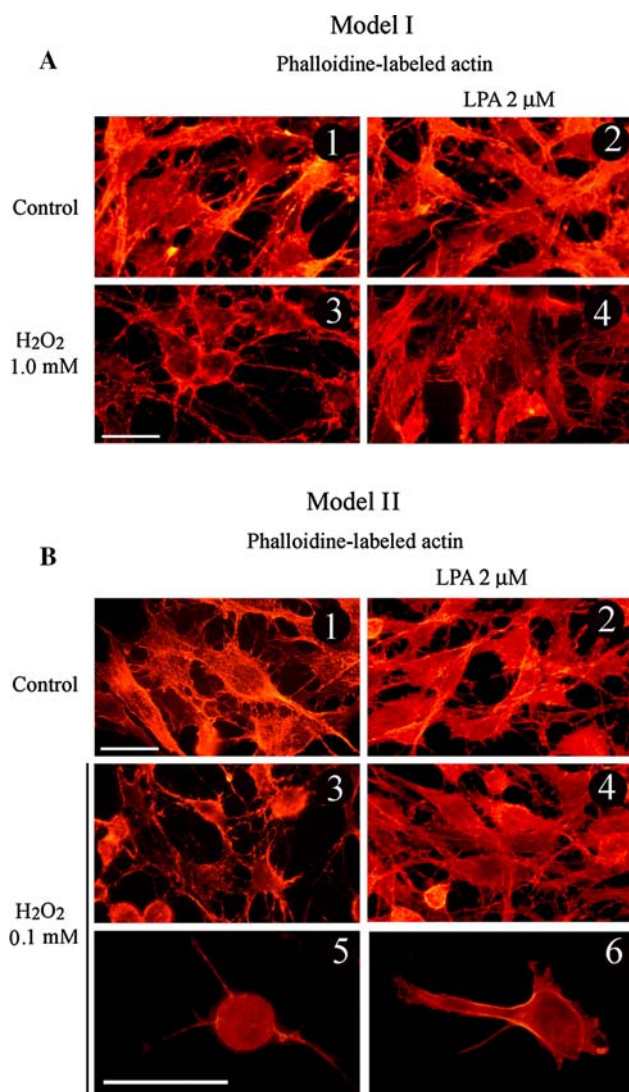 Model I
A
Phalloidine-labeled actin
LPA 2 μM
Control
1
2
H2O2
1.0 mM
3
4
Model II
Phalloidine-labeled actin
B
LPA 2 μM
Control
1
2
3
4
H2O2
0.1 mM
5
6